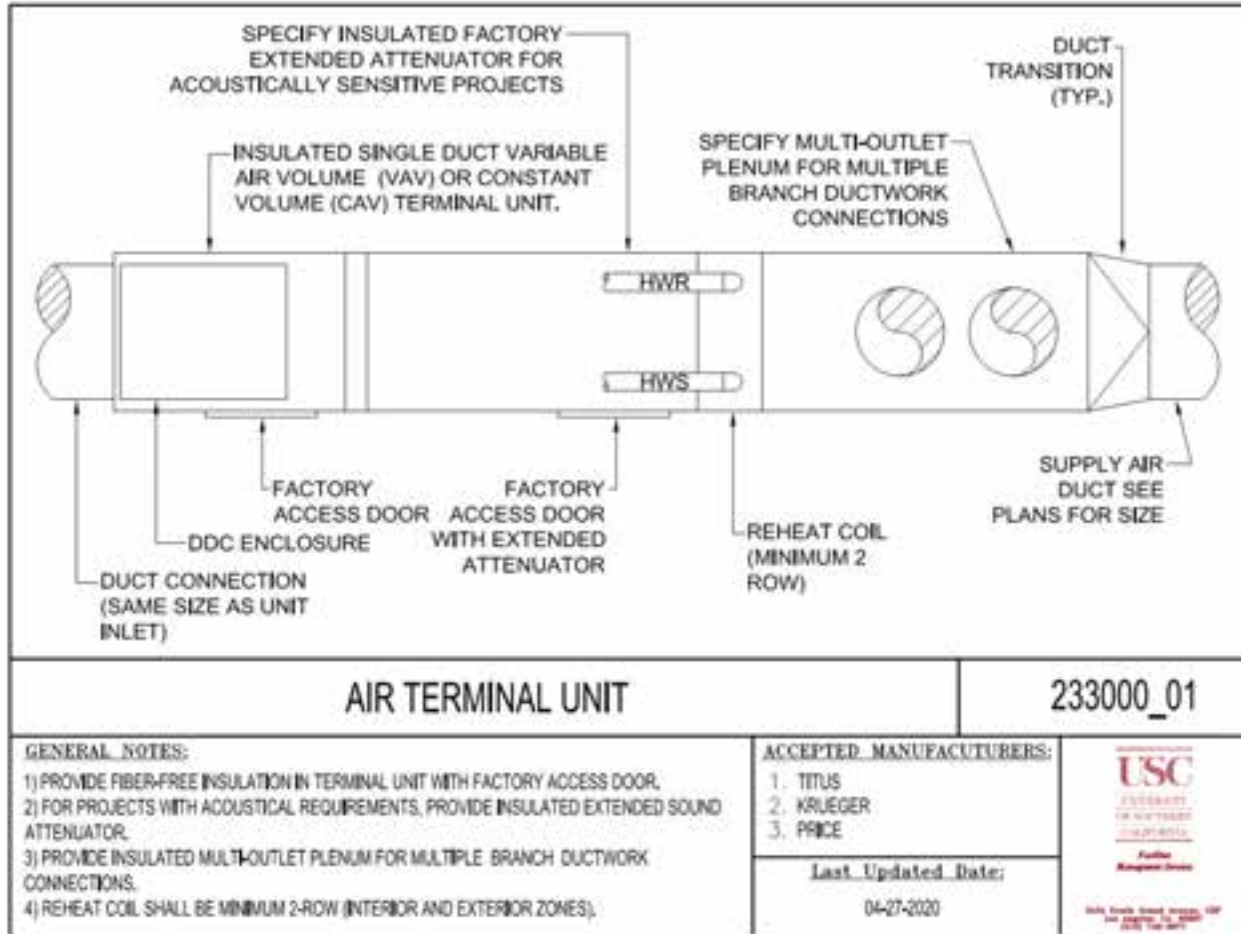 SPECIFY INSULATED FACTORY
EXTENDED ATTENUATOR FOR
ACOUSTICALLY SENSITIVE PROJECTS
DUCT
TRANSITION
(TYP.)
INSULATED SINGLE DUCT VARIABLE
AIR VOLUME (VAV) OR CONSTANT
VOLUME (CAV) TERMINAL UNIT.
SPECIFY MULTI-OUTLET
PLENUM FOR MULTIPLE
BRANCH DUCTWORK
CONNECTIONS
HWR
HWS
FACTORY
ACCESS DOOR
DDC ENCLOSURE
DUCT CONNECTION
(SAME SIZE AS UNIT
INLET)
FACTORY
ACCESS DOOR
WITH EXTENDED
ATTENUATOR
REHEAT COIL
(MINIMUM 2
ROW)
SUPPLY AIR
DUCT SEE
PLANS FOR SIZE
AIR TERMINAL UNIT
233000_01
GENERAL NOTES:
1) PROVIDE FIBER-FREE INSULATION IN TERMINAL UNIT WITH FACTORY ACCESS DOOR.
2) FOR PROJECTS WITH ACOUSTICAL REQUIREMENTS, PROVIDE INSULATED EXTENDED SOUND
ATTENUATOR.
3) PROVIDE INSULATED MULTI-OUTLET PLENUM FOR MULTIPLE BRANCH DUCTWORK
CONNECTIONS.
4) REHEAT COIL SHALL BE MINIMUM 2-ROW (INTERIOR AND EXTERIOR ZONES).
ACCEPTED MANUFACUTURERS:
1. TITUS
2. KRUEGER
3. PRICE
Last Updated Date:
04-27-2020
USC
UNIVERSITY
OF SOUTHERN
CALIFORNIA
Facilities
Management Services